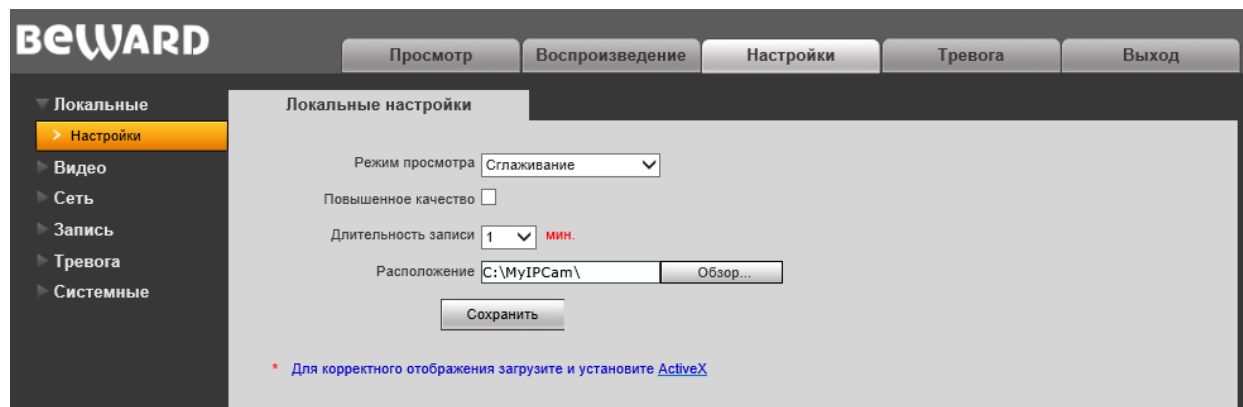 BEWARD
Просмотр Воспроизведение Настройки Тревога Выход
Локальные
> Настройки
Видео
Сеть
Запись
Тревога
Системные
Локальные настройки
Режим просмотра Сглаживание
Повышенное качество
Длительность записи 1 мин.
Расположение C:\MyIPCam\ Обзор...
Сохранить
* Для корректного отображения загрузите и установите ActiveX